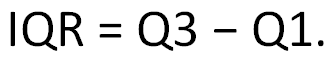 IQR = Q3 − Q1.